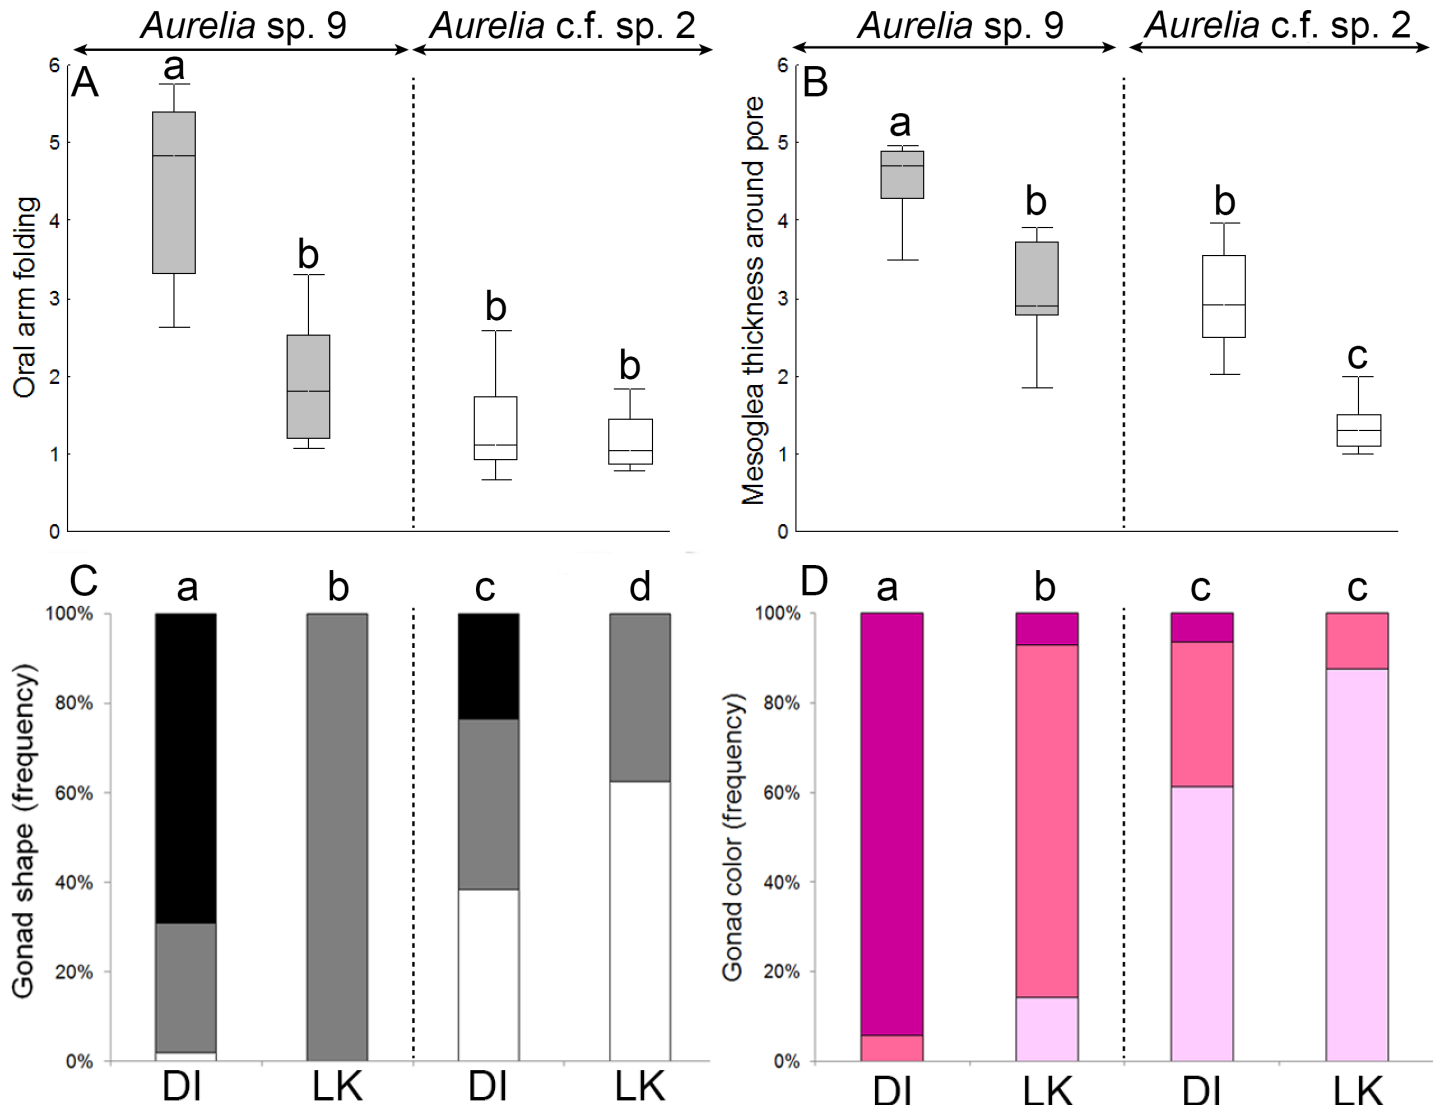 Aurelia sp. 9
Aurelia c.f. sp. 2
A
Oral arm folding
6
5
4
3
2
1
0
a
b
b
b
Aurelia sp. 9
Aurelia c.f. sp. 2
B
Mesoglea thickness around pore
6
5
4
3
2
1
0
a
b
b
c
C
Gonad shape (frequency)
a
b
c
d
100%
80%
60%
40%
20%
0%
DI
LK
DI
LK
D
Gonad color (frequency)
a
b
c
c
100%
80%
60%
40%
20%
0%
DI
LK
DI
LK